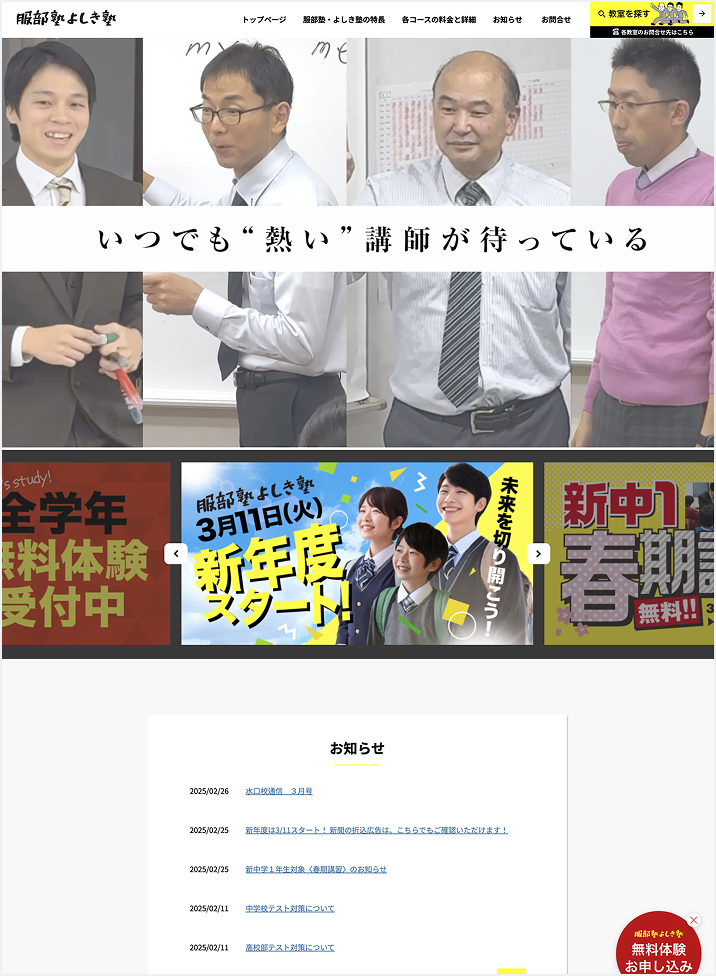 服部塾よしき塾
トップページ
服部塾・よしき塾の特長
各コースの料金と詳細
お知らせ
お問合せ
教室を探す
各教室のお問合せ先はこちら
いつでも“熱い”講師が待っている
's study!
全学年
無料体験
受付中
服部塾よしき塾
3月11日(火)
新年度
スタート!
未来を切り開こう!
新中1
春期講
無料!!
お知らせ
2025/02/26 水口校通信 3月号
2025/02/25 新年度は3/11スタート! 新聞の折込広告は、こちらでもご確認いただけます!
2025/02/25 新中学1年生対象〈春期講習〉のお知らせ
2025/02/11 中学校テスト対策について
2025/02/11 高校部テスト対策について
服部塾よしき塾
無料体験
お申し込み